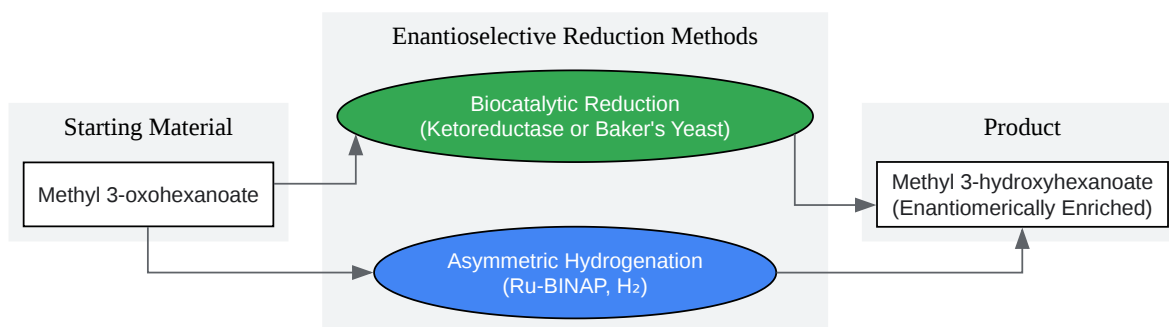 Enantioselective Reduction Methods
Starting Material
Methyl 3-oxohexanoate
Biocatalytic Reduction
(Ketoreductase or Baker's Yeast)
Asymmetric Hydrogenation
(Ru-BINAP, H₂)
Product
Methyl 3-hydroxyhexanoate
(Enantiomerically Enriched)